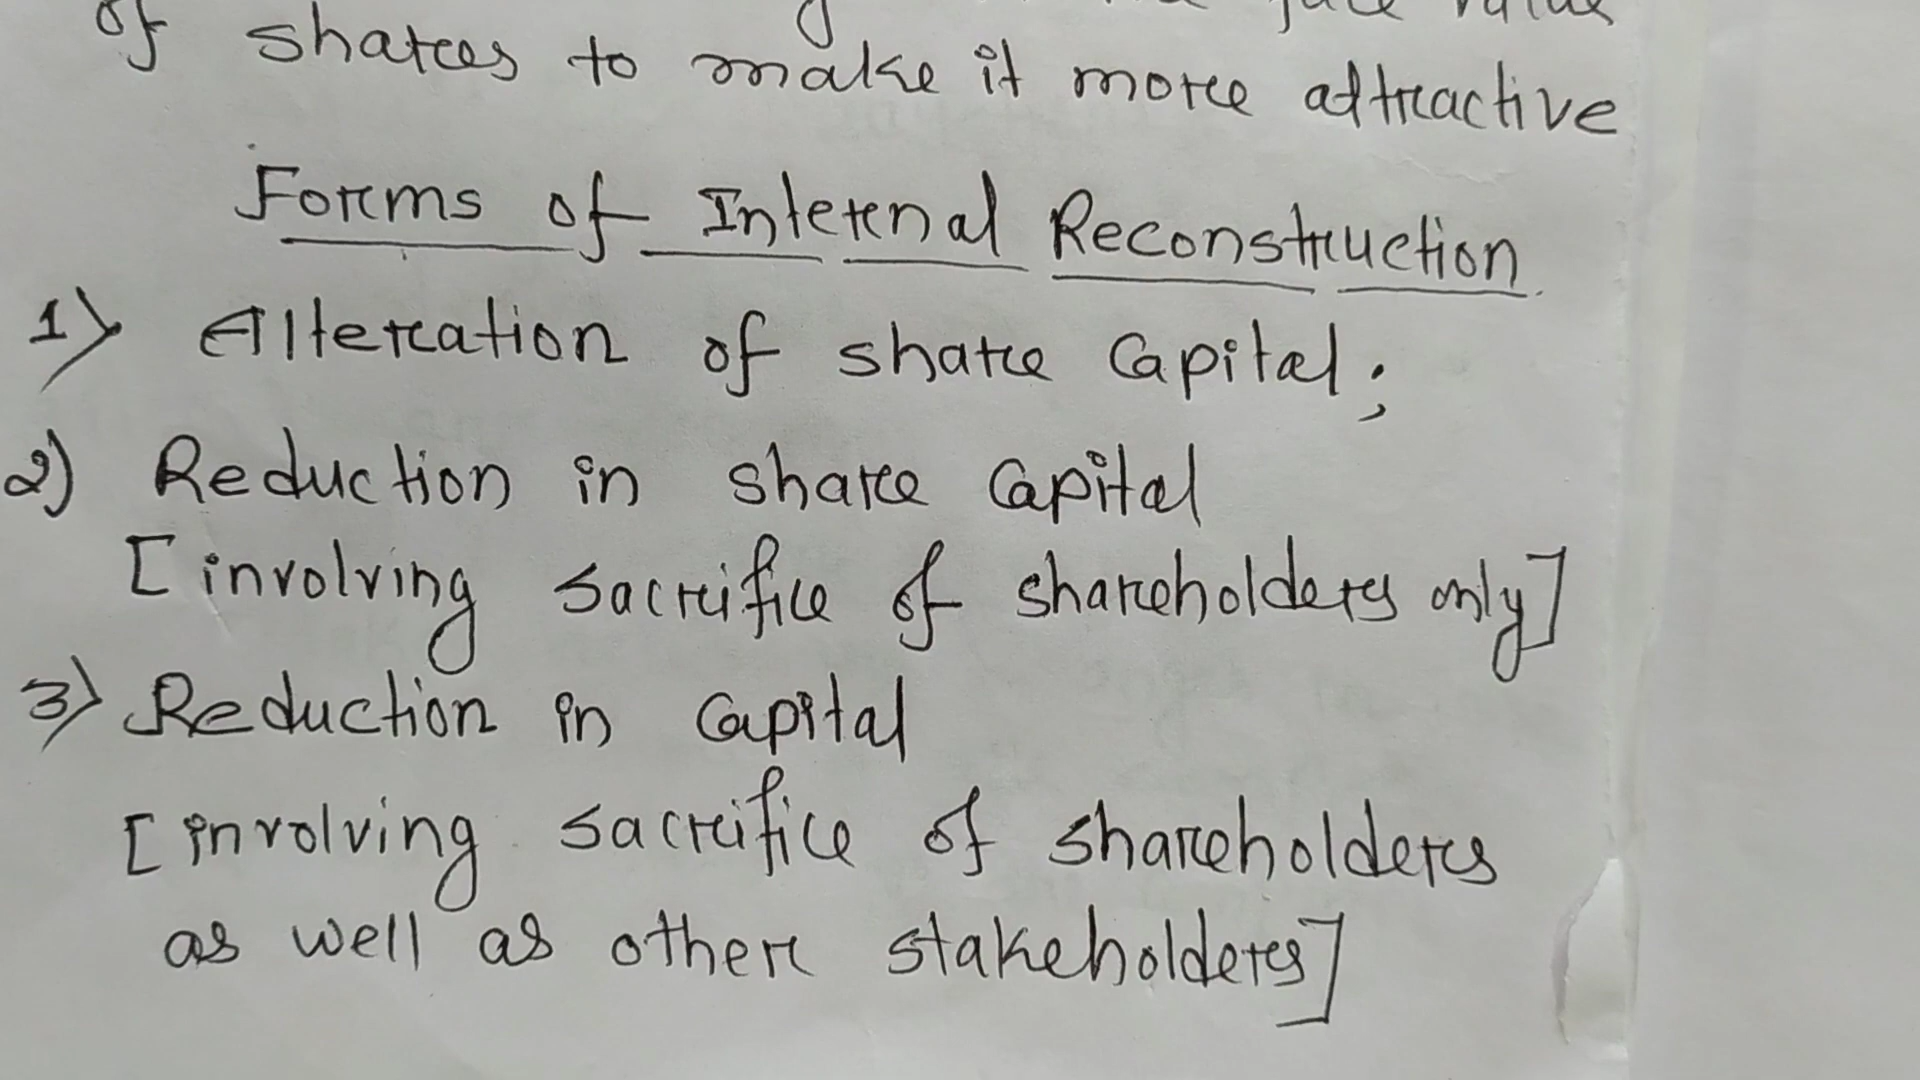 of shares to make it more attractive
Forms of Internal Reconstruction
1) Alteration of share capital;
2) Reduction in share capital
[involving sacrifice of shareholders only]
3) Reduction in capital
[involving sacrifice of shareholders
as well as other stakeholders]